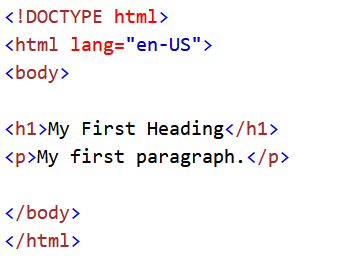 <!DOCTYPE html>
<html lang="en-US">
<body>
<h1>My First Heading</h1>
<p>My first paragraph.</p>
</body>
</html>